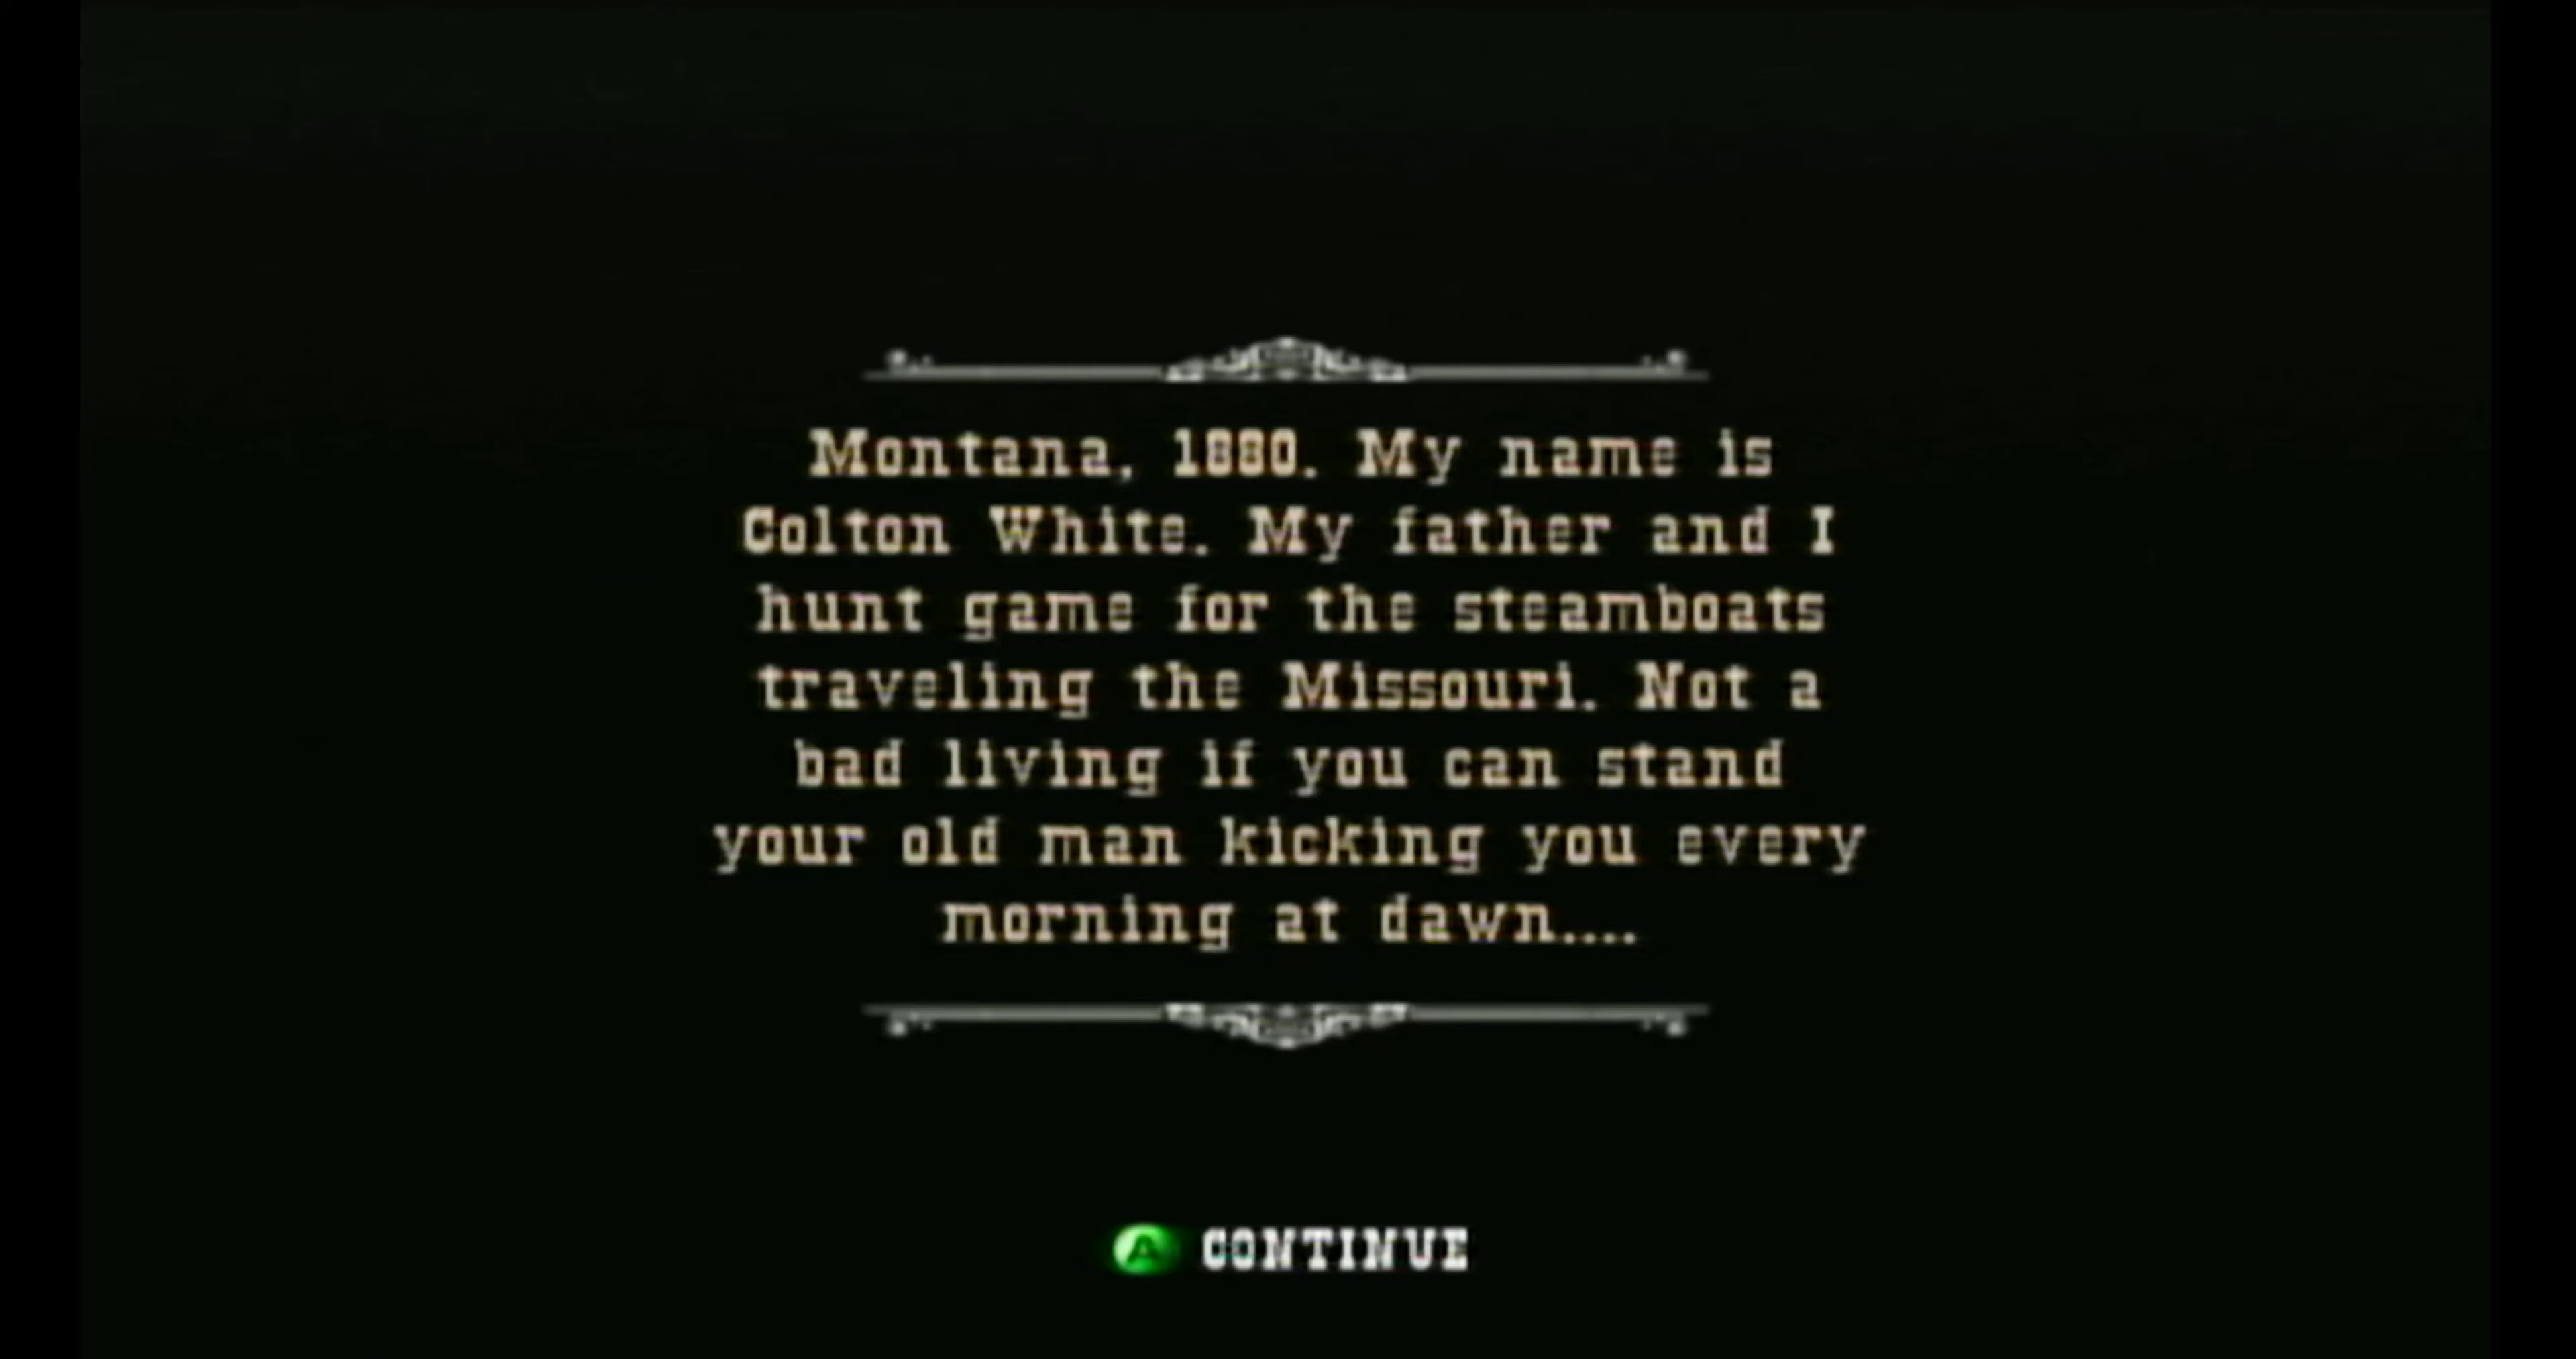 Montana, 1880. My name is
Colton White. My father and I
hunt game for the steamboats
traveling the Missouri. Not a
bad living if you can stand
your old man kicking you every
morning at dawn....
A CONTINUE